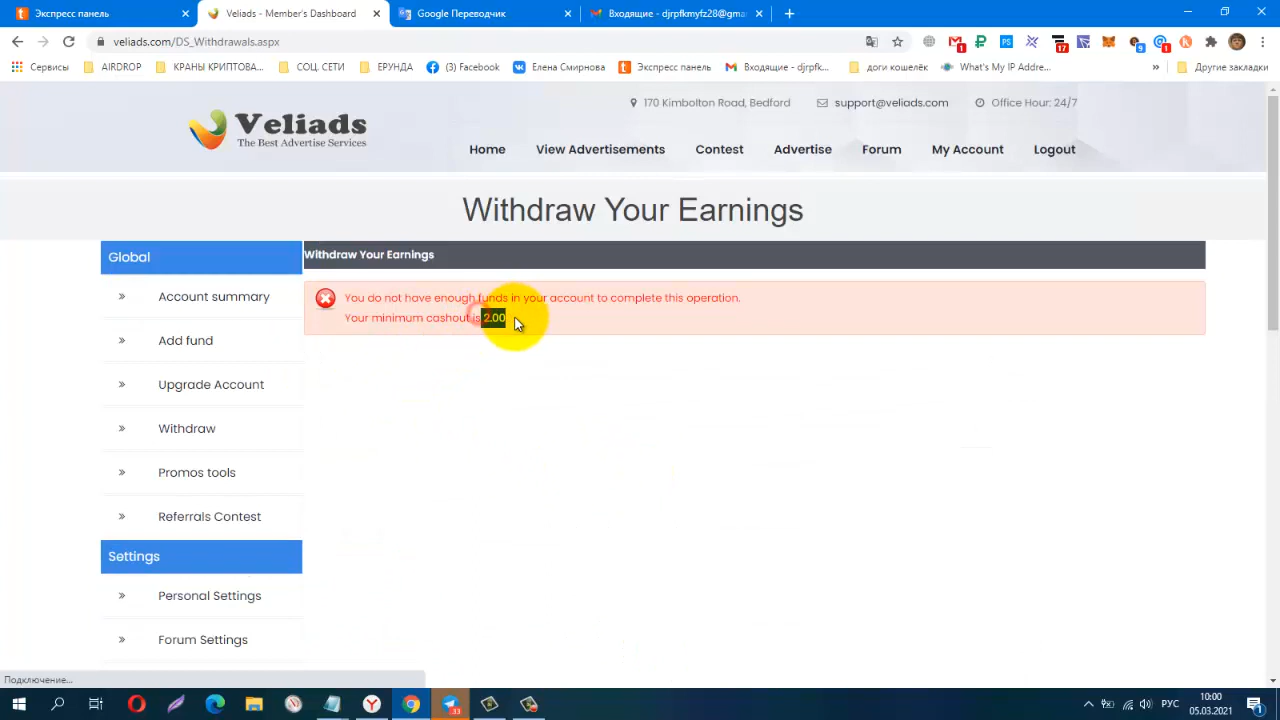 Экспресс панель
Veliads - Member's Dashboard
Google Переводчик
Входящие - djrpfkmyfz28@gma
veliads.com/DS_Withdrawals.aspx
Сервисы
AIRDROP
КРАНЫ КРИПТОВА...
СОЦ. СЕТИ
ЕРУНДА
(3) Facebook
Елена Смирнова
Экспресс панель
Входящие - djrpfk...
доги кошелёк
What's My IP Addre...
»
Другие закладки
Veliads
The Best Advertise Services
170 Kimbolton Road, Bedford
support@veliads.com
Office Hour: 24/7
Home
View Advertisements
Contest
Advertise
Forum
My Account
Logout
Withdraw Your Earnings
Global
» Account summary
» Add fund
» Upgrade Account
» Withdraw
» Promos tools
» Referrals Contest
Settings
» Personal Settings
» Forum Settings
Withdraw Your Earnings
You do not have enough funds in your account to complete this operation.
Your minimum cashout is 2.00
Подключение...
РУС
10:00
05.03.2021